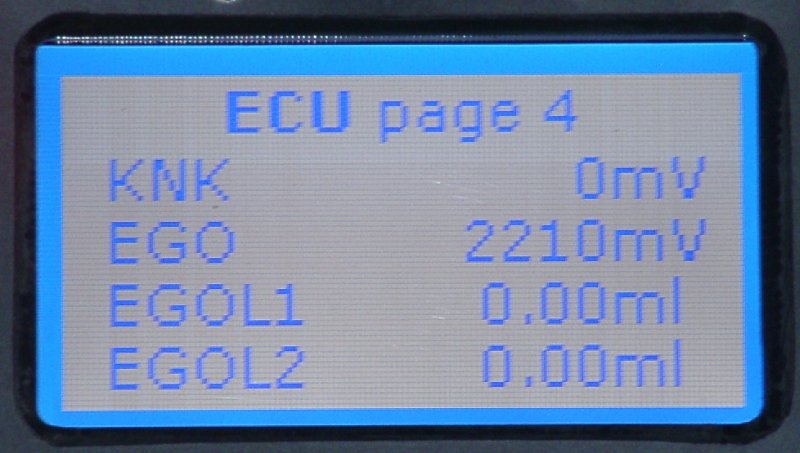 ECU page 4
KNK 0mV
EGO 2210mV
EGOL1 0.00ml
EGOL2 0.00ml